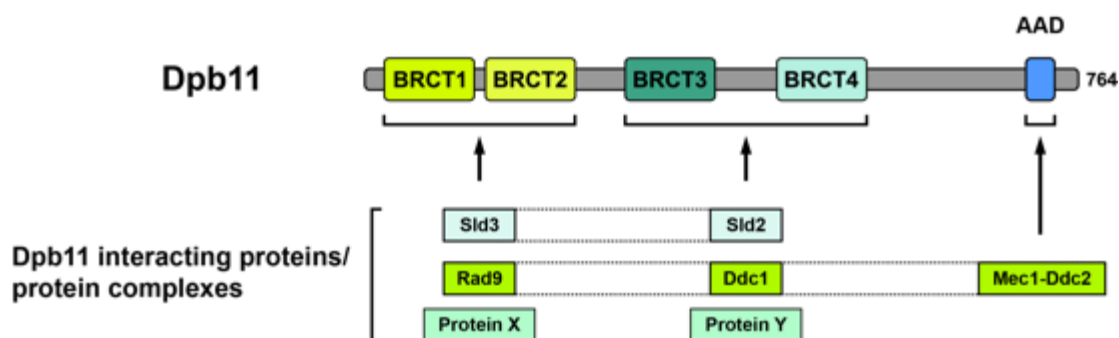 AAD
Dpb11 BRCT1 BRCT2 BRCT3 BRCT4 764
Sld3 Sld2
Dpb11 interacting proteins/
protein complexes
Rad9 Ddc1 Mec1-Ddc2
Protein X Protein Y